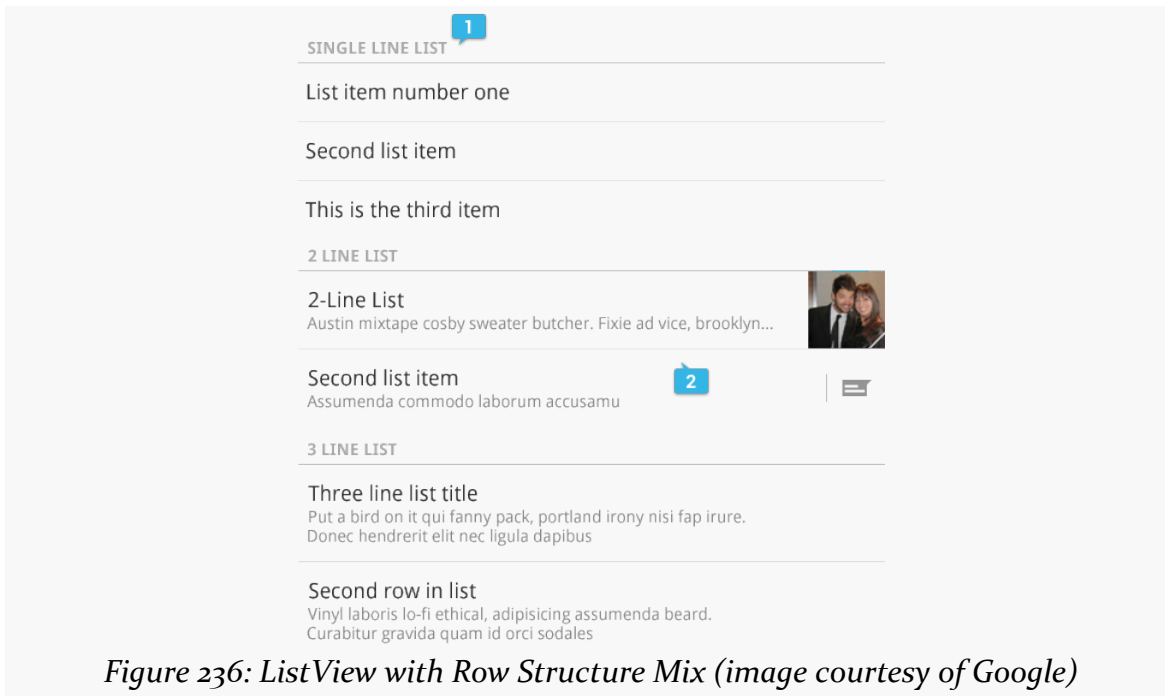 1
SINGLE LINE LIST
List item number one
Second list item
This is the third item
2 LINE LIST
2-Line List
Austin mixtape cosby sweater butcher. Fixie ad vice, brooklyn...
Second list item
2
Assumenda commodo laborum accusamu
3 LINE LIST
Three line list title
Put a bird on it qui fanny pack, portland irony nisi fap irure.
Donec hendrerit elit nec ligula dapibus
Second row in list
Vinyl laboris lo-fi ethical, adipisicing assumenda beard.
Curabitur gravida quam id orci sodales
Figure 236: ListView with Row Structure Mix (image courtesy of Google)